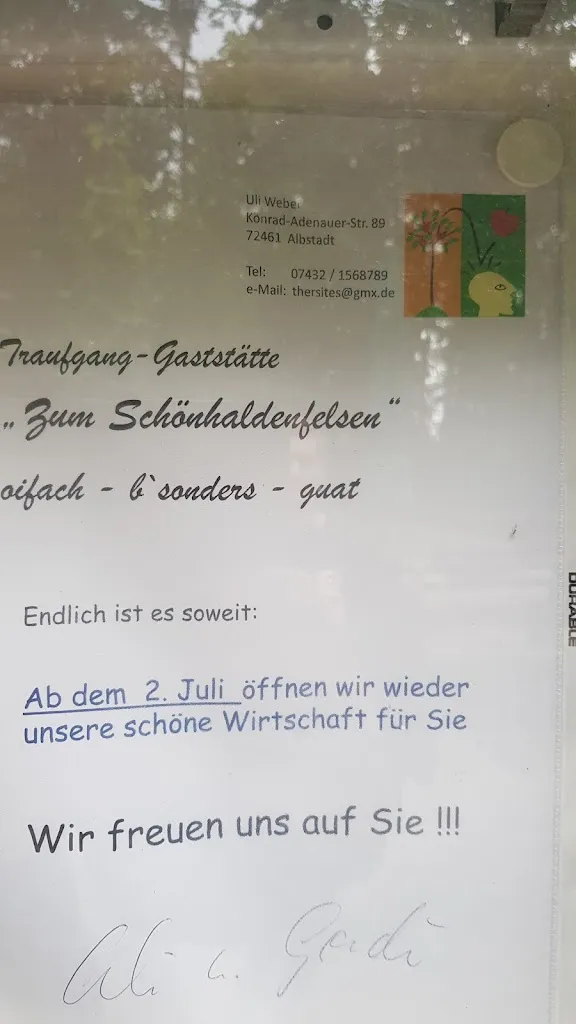 Uli Weber
Konrad-Adenauer-Str. 89
72461 Albstadt
Tel: 07432 / 1568789
e-Mail: thersites@gmx.de
Traufgang-Gaststätte
„Zum Schönhaldenfelsen“
oifach - b`sonders - guat
Endlich ist es soweit:
Ab dem 2. Juli öffnen wir wieder
unsere schöne Wirtschaft für Sie
Wir freuen uns auf Sie !!!
Uli u. Gerdi
DURABLE